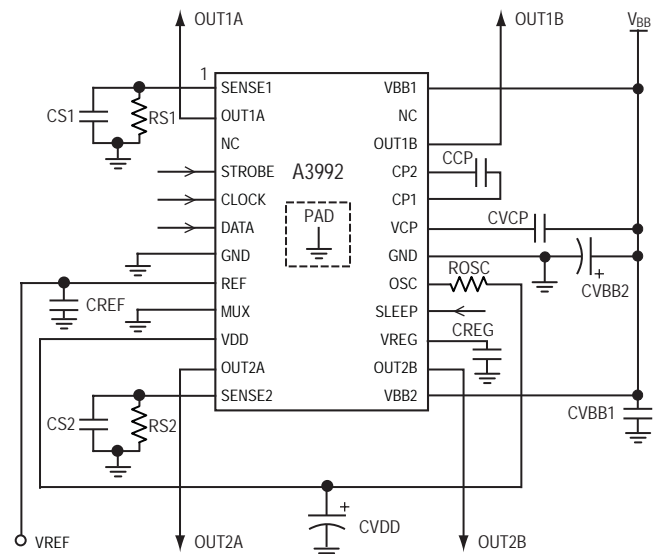 OUT1A
OUT1B
VBB
1
SENSE1
VBB1
CS1
RS1
OUT1A
NC
NC
OUT1B
CCP
STROBE
A3992
CP2
CLOCK
CP1
DATA
PAD
VCP
CVCP
GND
GND
REF
OSC
ROSC
CVBB2
CREF
MUX
SLEEP
VDD
VREG
CREG
OUT2A
OUT2B
SENSE2
VBB2
CVBB1
CS2
RS2
+
+
CVDD
VREF
OUT2A
OUT2B